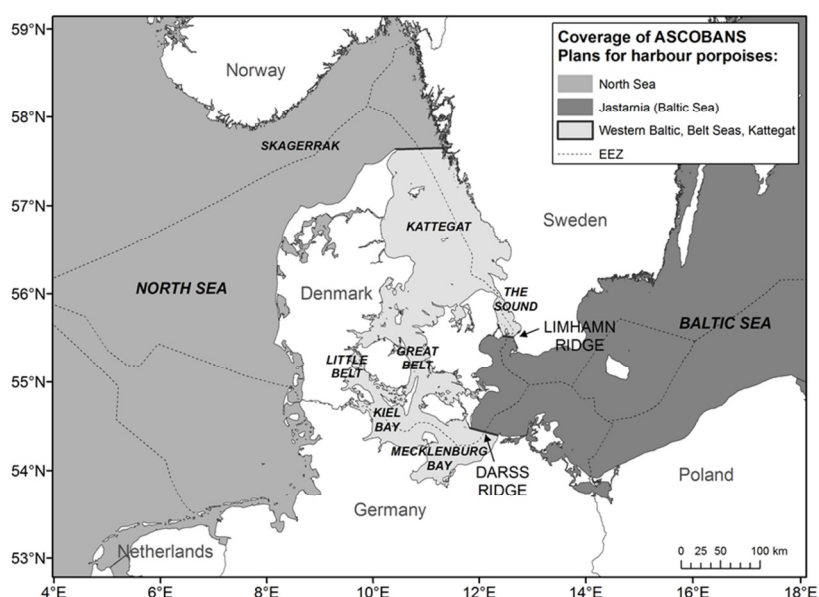 59°N
58°N
57°N
56°N
55°N
54°N
53°N
4°E
6°E
8°E
10°E
12°E
14°E
16°E
18°E
Coverage of ASCOBANS
Plans for harbour porpoises:
North Sea
Jastarnia (Baltic Sea)
Western Baltic, Belt Seas, Kattegat
EEZ
Norway
SKAGERRAK
KATTEGAT
Sweden
NORTH SEA
Denmark
THE
SOUND
LIMHAMN
RIDGE
BALTIC SEA
LITTLE
BELT
GREAT
BELT
KIEL
BAY
MECKLENBURG
BAY
DARSS
RIDGE
Poland
Germany
Netherlands
0 25 50 100 km